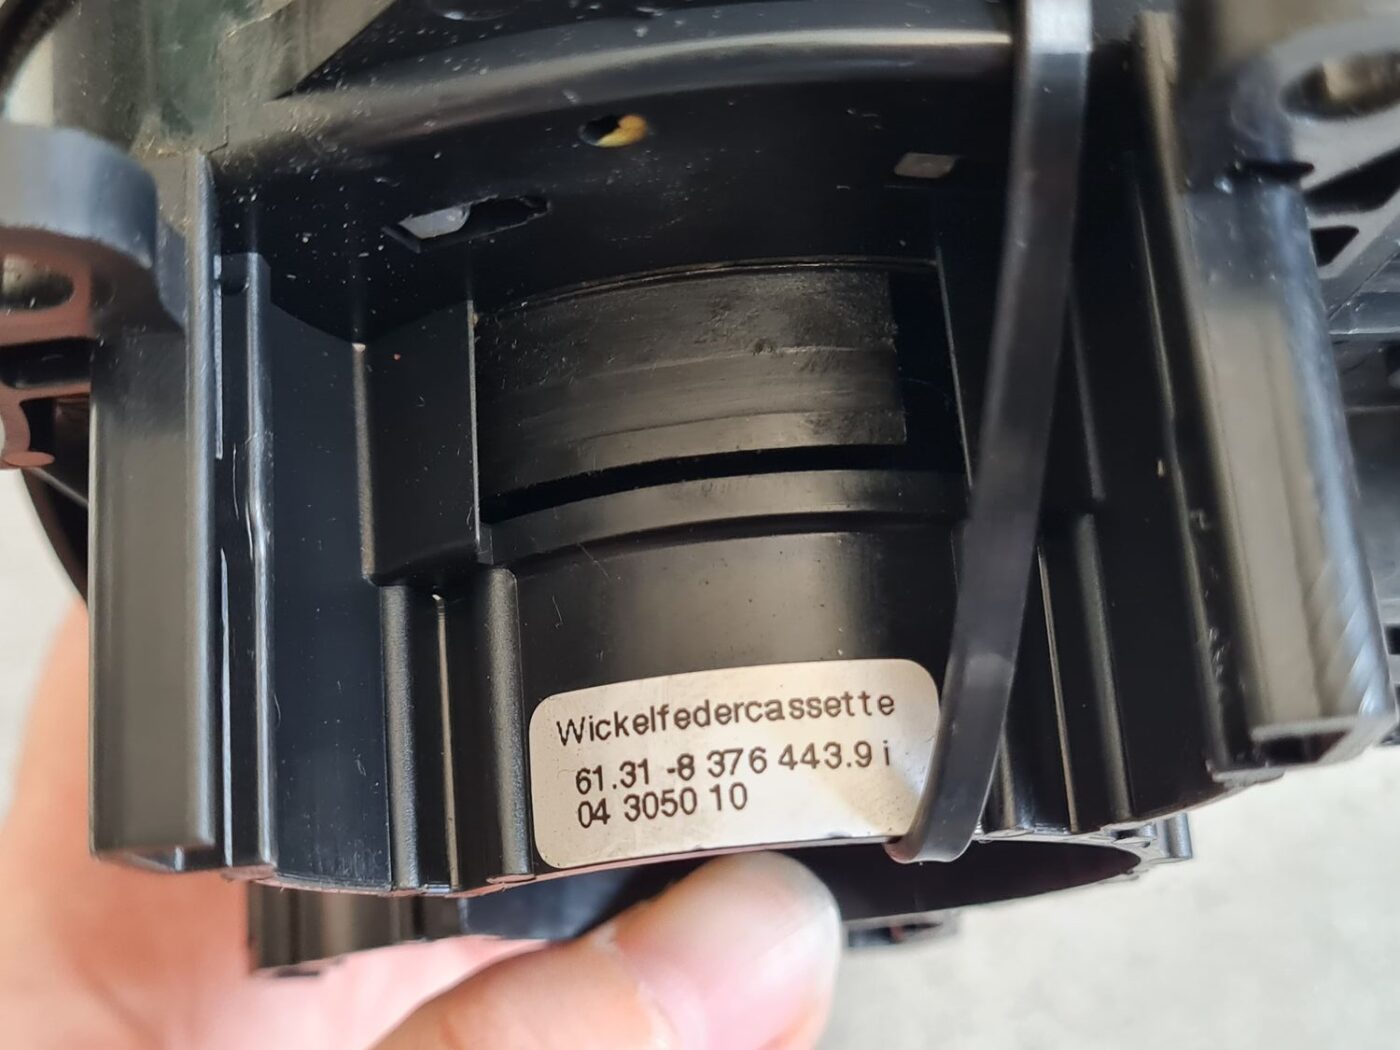 Wickelfedercassette
61.31 -8 376 443.9 i
04 3050 10